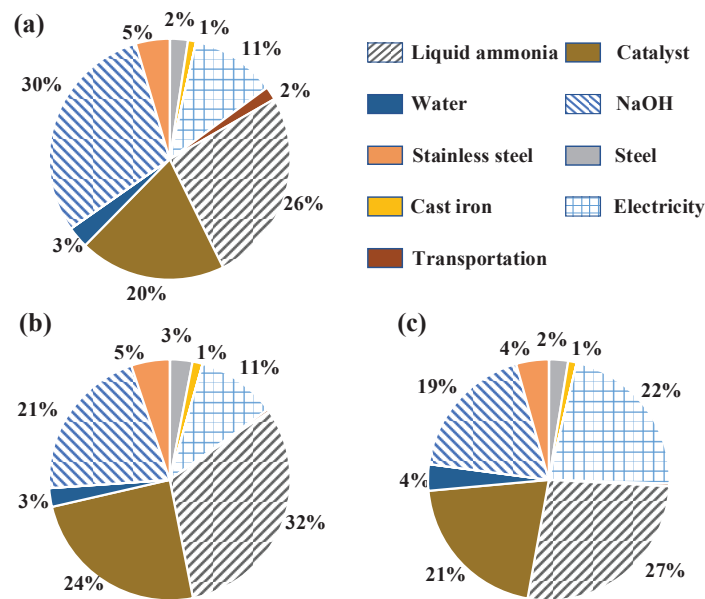 (a)
5%
2%
1%
11%
2%
30%
26%
3%
20%
Liquid ammonia
Catalyst
Water
NaOH
Stainless steel
Steel
Cast iron
Electricity
Transportation
(b)
5%
3%
1%
11%
21%
3%
32%
24%
(c)
4%
2%
1%
22%
19%
4%
21%
27%